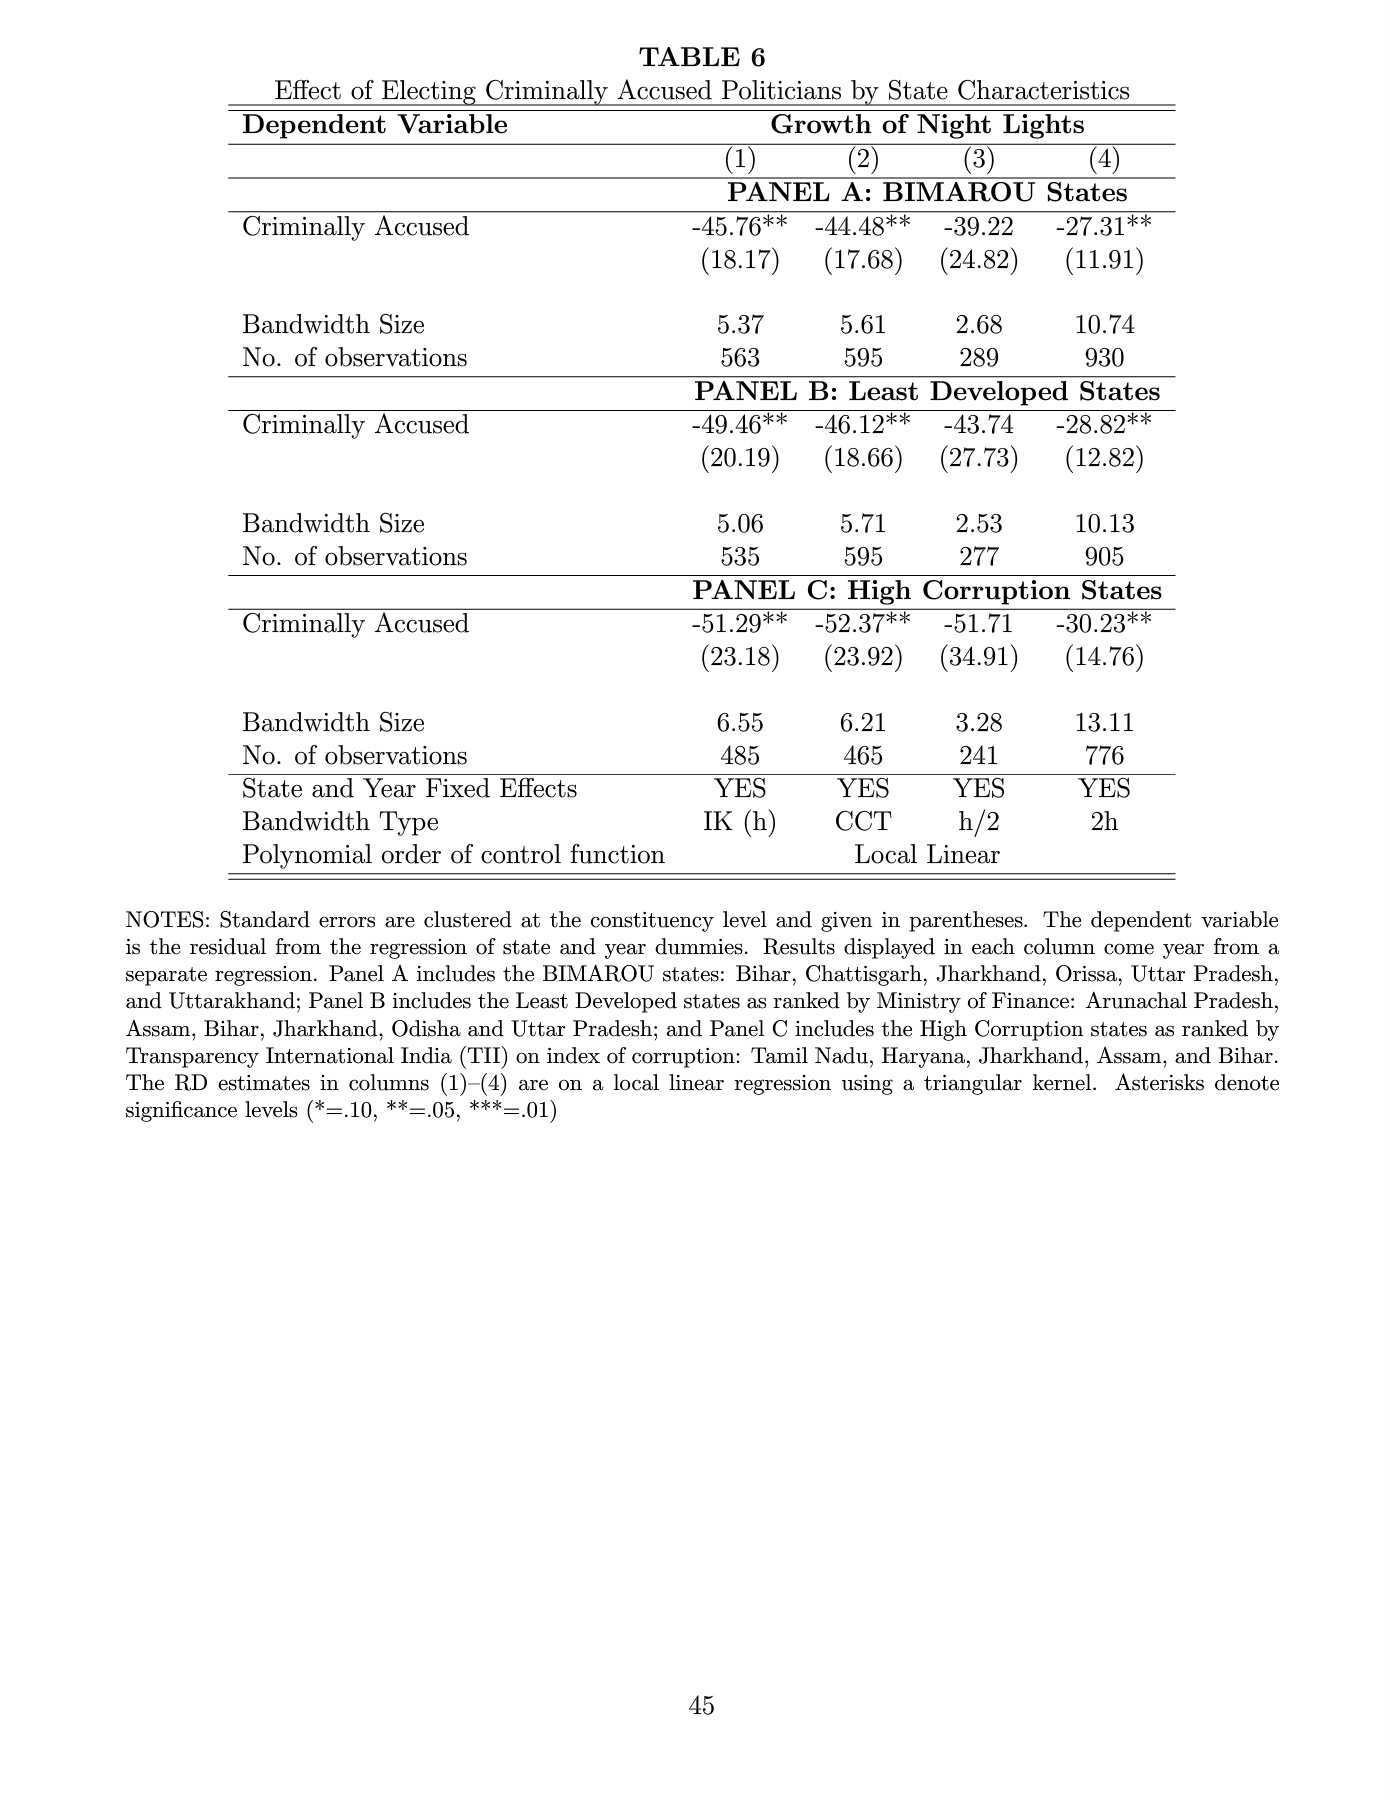 TABLE 6
Effect of Electing Criminally Accused Politicians by State Characteristics
Dependent Variable Growth of Night Lights
(1) (2) (3) (4)
PANEL A: BIMAROU States
Criminally Accused -45.76** -44.48** -39.22 -27.31**
(18.17) (17.68) (24.82) (11.91)
Bandwidth Size 5.37 5.61 2.68 10.74
No. of observations 563 595 289 930
PANEL B: Least Developed States
Criminally Accused -49.46** -46.12** -43.74 -28.82**
(20.19) (18.66) (27.73) (12.82)
Bandwidth Size 5.06 5.71 2.53 10.13
No. of observations 535 595 277 905
PANEL C: High Corruption States
Criminally Accused -51.29** -52.37** -51.71 -30.23**
(23.18) (23.92) (34.91) (14.76)
Bandwidth Size 6.55 6.21 3.28 13.11
No. of observations 485 465 241 776
State and Year Fixed Effects YES YES YES YES
Bandwidth Type IK (h) CCT h/2 2h
Polynomial order of control function Local Linear
NOTES: Standard errors are clustered at the constituency level and given in parentheses. The dependent variable
is the residual from the regression of state and year dummies. Results displayed in each column come year from a
separate regression. Panel A includes the BIMAROU states: Bihar, Chattisgarh, Jharkhand, Orissa, Uttar Pradesh,
and Uttarakhand; Panel B includes the Least Developed states as ranked by Ministry of Finance: Arunachal Pradesh,
Assam, Bihar, Jharkhand, Odisha and Uttar Pradesh; and Panel C includes the High Corruption states as ranked by
Transparency International India (TII) on index of corruption: Tamil Nadu, Haryana, Jharkhand, Assam, and Bihar.
The RD estimates in columns (1)–(4) are on a local linear regression using a triangular kernel. Asterisks denote
significance levels (*=.10, **=.05, ***=.01)
45